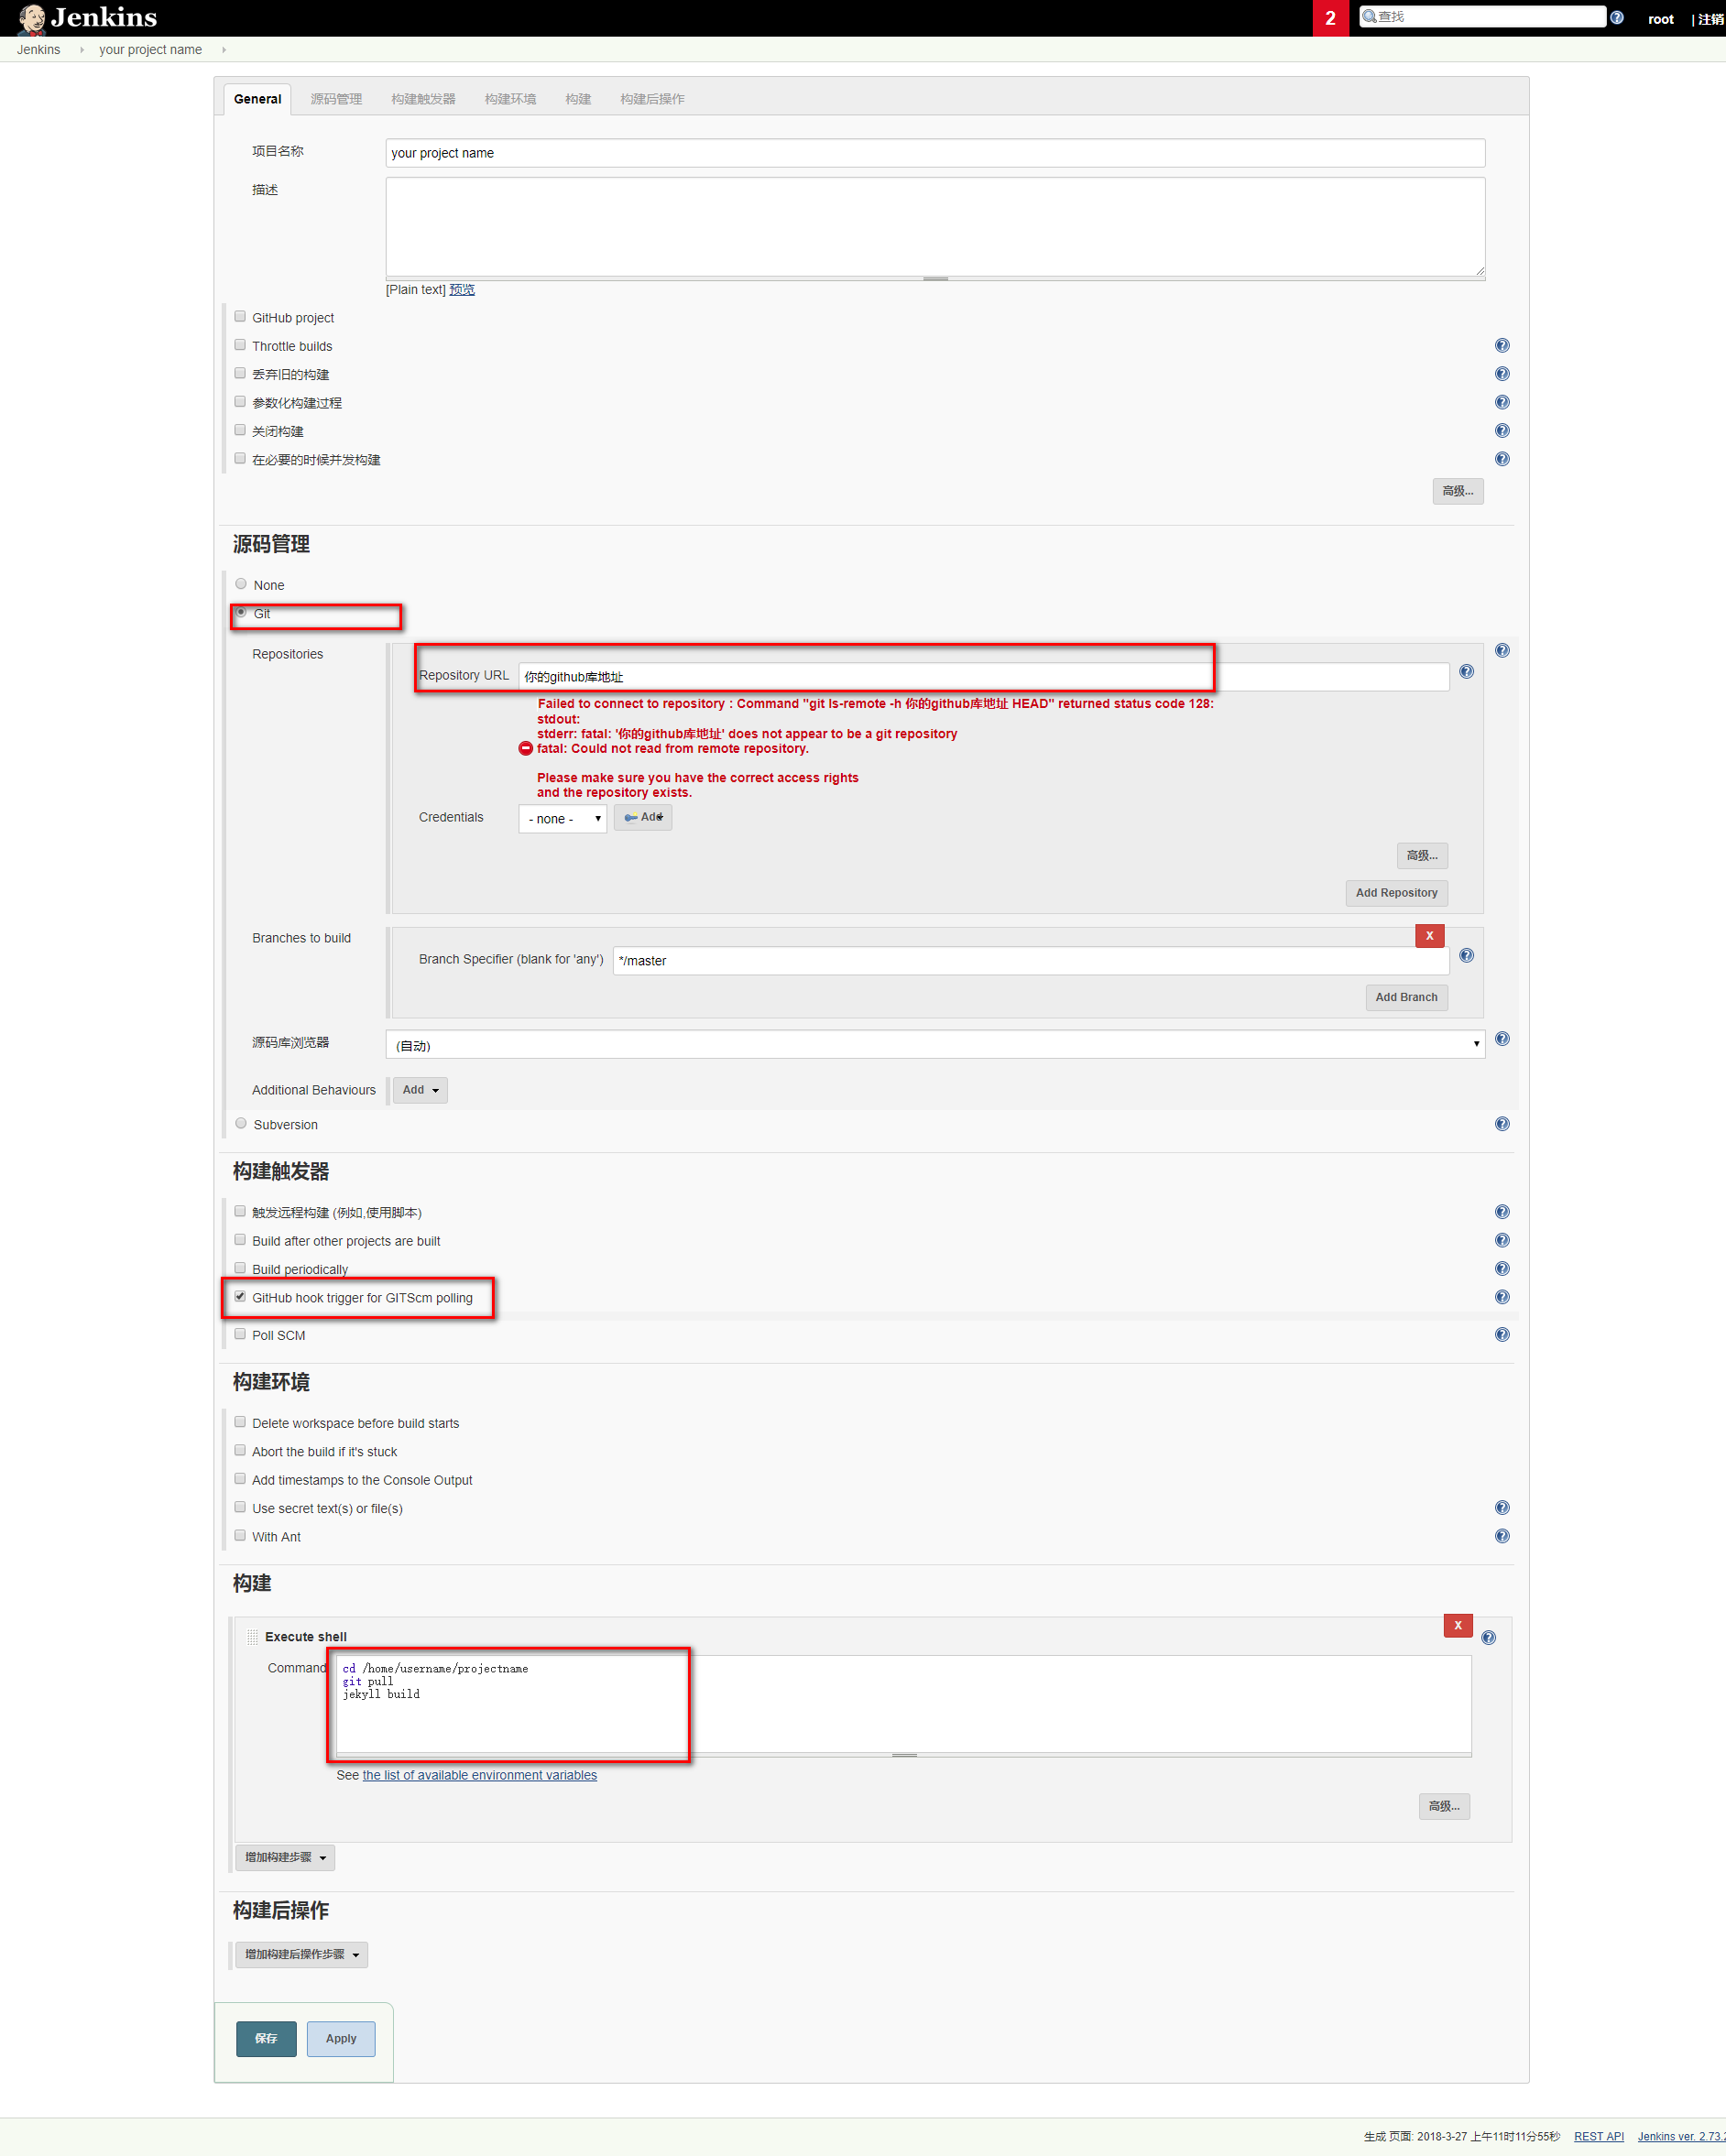 Jenkins
2
查找
root
| 注销
Jenkins
your project name
General
源码管理
构建触发器
构建环境
构建
构建后操作
项目名称
your project name
描述
[Plain text] 预览
GitHub project
Throttle builds
丢弃旧的构建
参数化构建过程
关闭构建
在必要的时候并发构建
高级...
源码管理
None
Git
Repositories
Repository URL
你的github库地址
Failed to connect to repository : Command "git ls-remote -h 你的github库地址 HEAD" returned status code 128:
stdout:
stderr: fatal: '你的github库地址' does not appear to be a git repository
fatal: Could not read from remote repository.
Please make sure you have the correct access rights
and the repository exists.
Credentials
- none -
Add
高级...
Add Repository
Branches to build
X
Branch Specifier (blank for 'any')
*/master
Add Branch
源码库浏览器
(自动)
Additional Behaviours
Add
Subversion
构建触发器
触发远程构建 (例如,使用脚本)
Build after other projects are built
Build periodically
GitHub hook trigger for GITScm polling
Poll SCM
构建环境
Delete workspace before build starts
Abort the build if it's stuck
Add timestamps to the Console Output
Use secret text(s) or file(s)
With Ant
构建
X
Execute shell
Command
cd /home/username/projectname
git pull
jekyll build
See the list of available environment variables
高级...
增加构建步骤
构建后操作
增加构建后操作步骤
保存
Apply
生成 页面: 2018-3-27 上午11时11分55秒
REST API
Jenkins ver. 2.73.